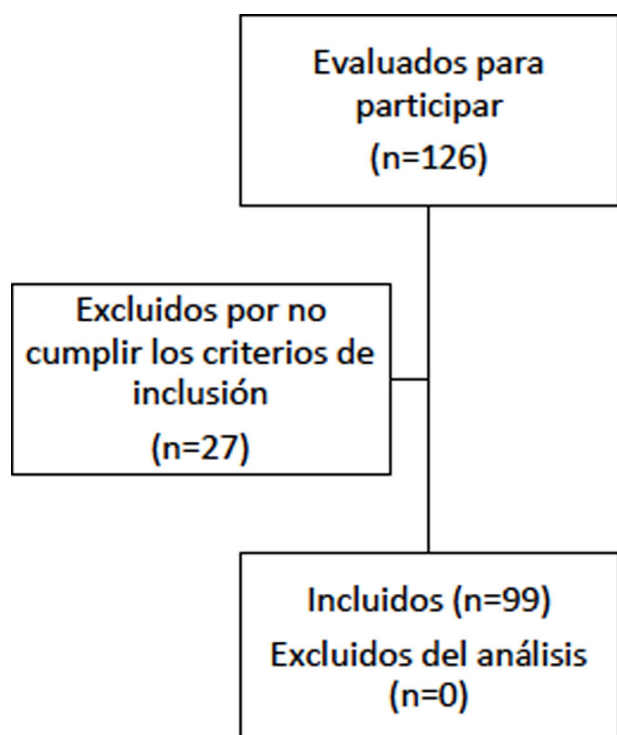 Evaluados para
participar
(n=126)
Excluidos por no
cumplir los criterios de
inclusión
(n=27)
Incluidos (n=99)
Excluidos del análisis
(n=0)